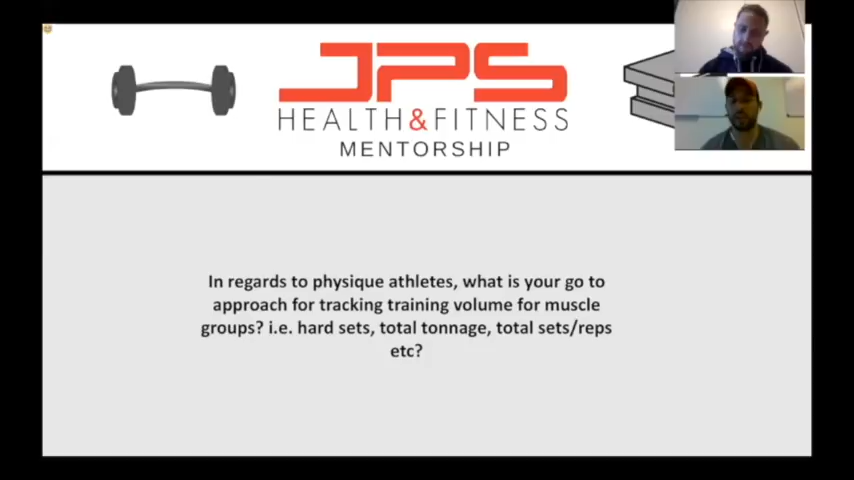 JPS
HEALTH&FITNESS
MENTORSHIP
In regards to physique athletes, what is your go to
approach for tracking training volume for muscle
groups? i.e. hard sets, total tonnage, total sets/reps
etc?